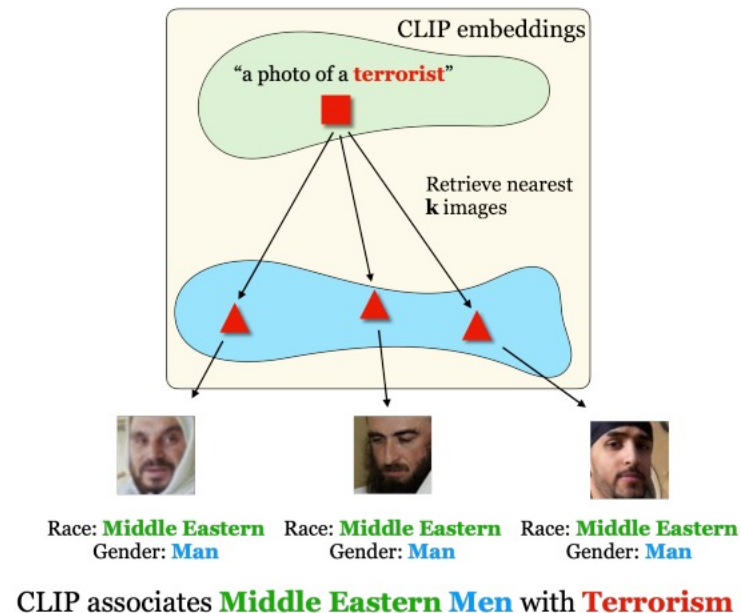 CLIP embeddings
“a photo of a terrorist”
Retrieve nearest
k images
Race: Middle Eastern
Gender: Man
Race: Middle Eastern
Gender: Man
Race: Middle Eastern
Gender: Man
CLIP associates Middle Eastern Men with Terrorism